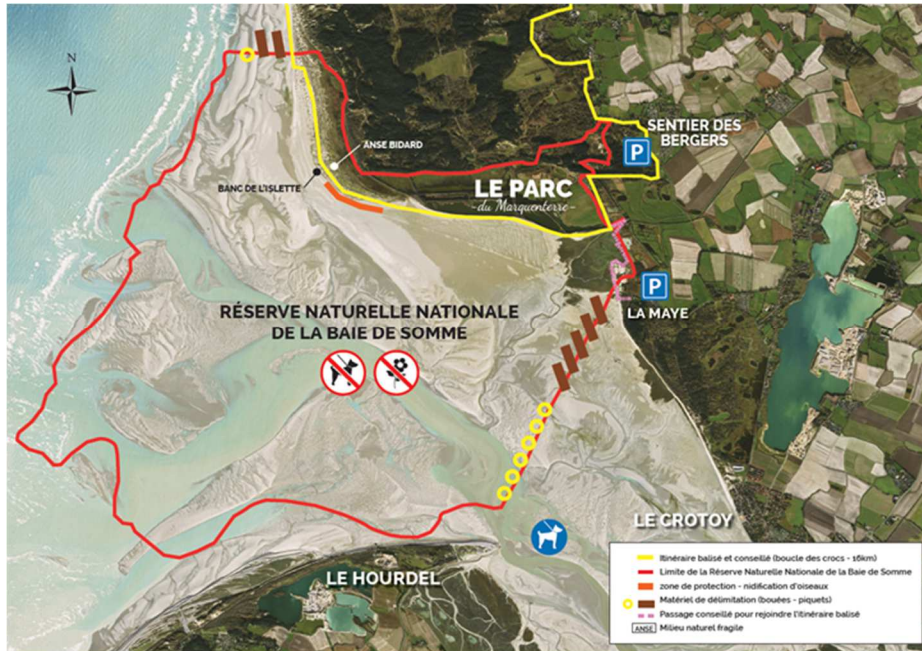 N
SENTIER DES
BERGERS
P
ANSE BIDARD
BANC DE L'ISLETTE
LE PARC
- du Marquenterre -
P
LA MAYE
RÉSERVE NATURELLE NATIONALE
DE LA BAIE DE SOMME
LE CROTOY
LE HOURDEL
Itinéraire balisé et conseillé (boucle des crocs - 16km)
Limite de la Réserve Naturelle Nationale de la Baie de Somme
zone de protection - nidification d'oiseaux
Matériel de délimitation (bouées - piquets)
Passage conseillé pour rejoindre l'itinéraire balisé
ANSE Milieu naturel fragile